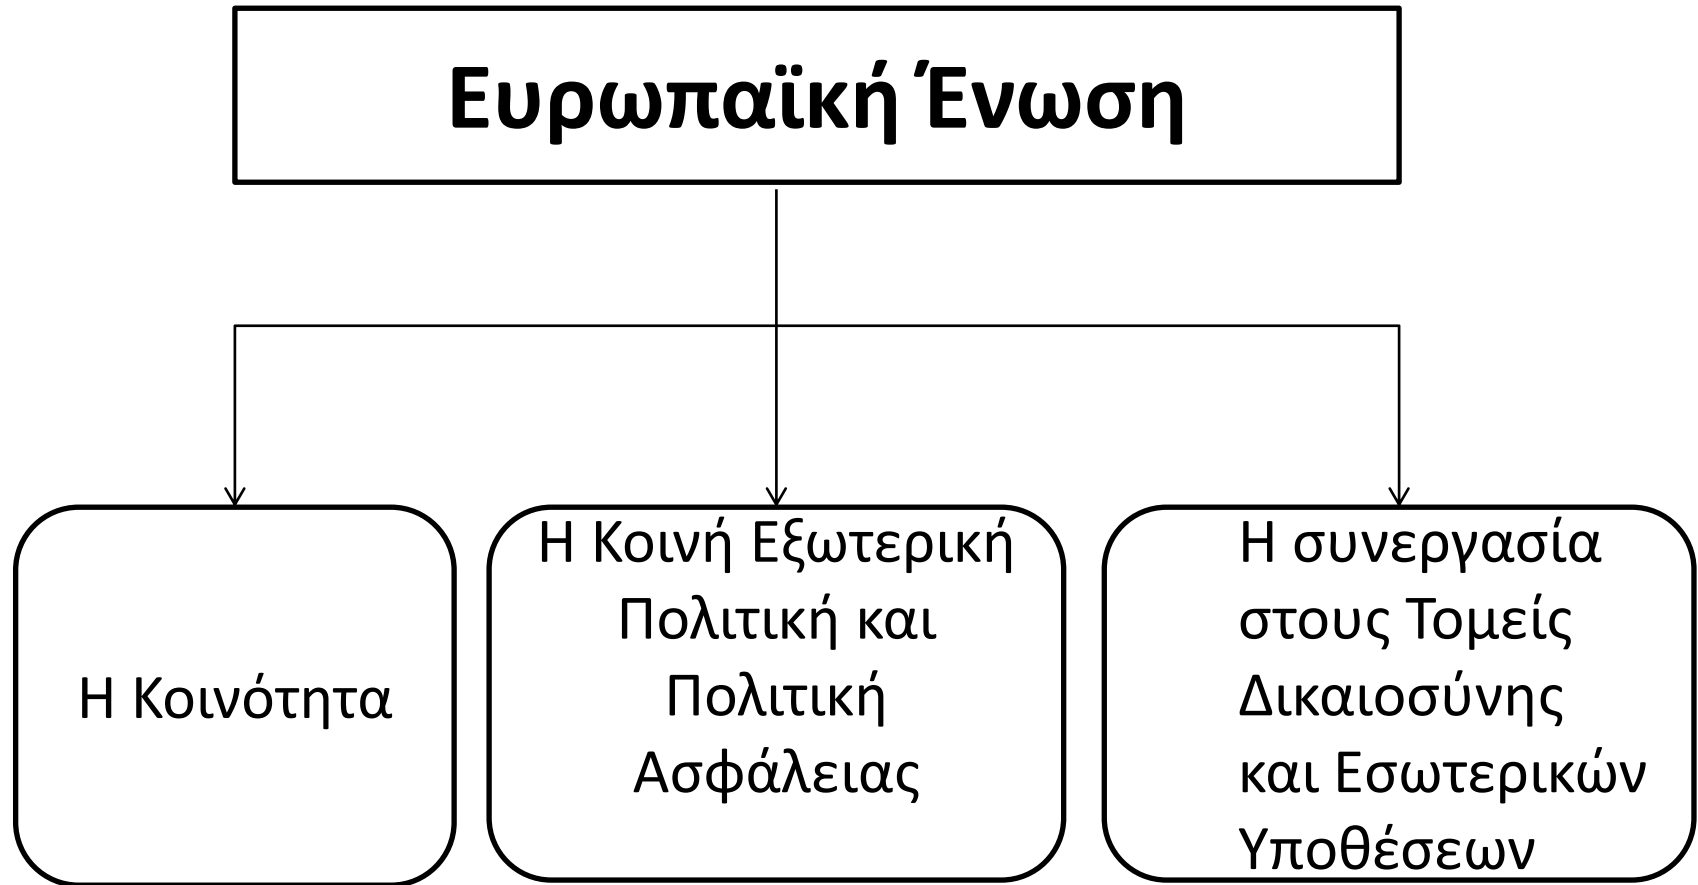 Ευρωπαϊκή Ένωση
Η Κοινότητα
Η Κοινή Εξωτερική
Πολιτική και
Πολιτική
Ασφάλειας
Η συνεργασία
στους Τομείς
Δικαιοσύνης
και Εσωτερικών
Υποθέσεων